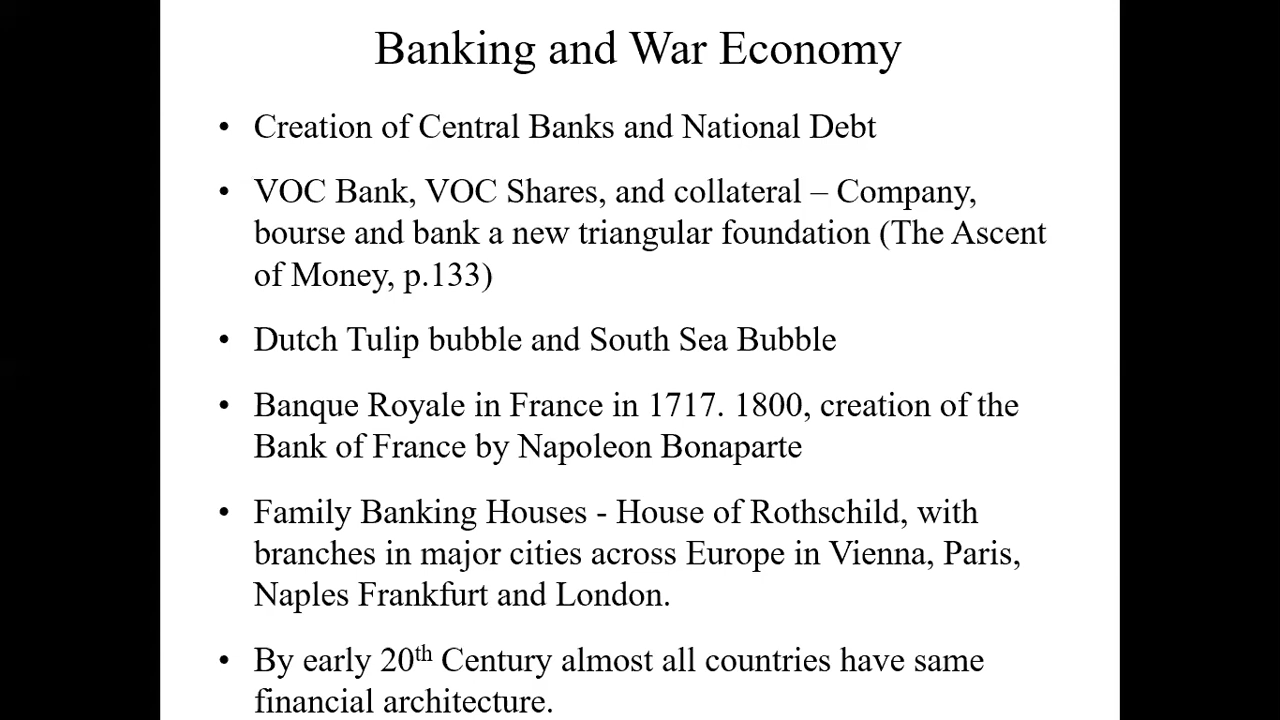 Banking and War Economy
• Creation of Central Banks and National Debt
• VOC Bank, VOC Shares, and collateral – Company,
bourse and bank a new triangular foundation (The Ascent
of Money, p.133)
• Dutch Tulip bubble and South Sea Bubble
• Banque Royale in France in 1717. 1800, creation of the
Bank of France by Napoleon Bonaparte
• Family Banking Houses - House of Rothschild, with
branches in major cities across Europe in Vienna, Paris,
Naples Frankfurt and London.
• By early 20th Century almost all countries have same
financial architecture.